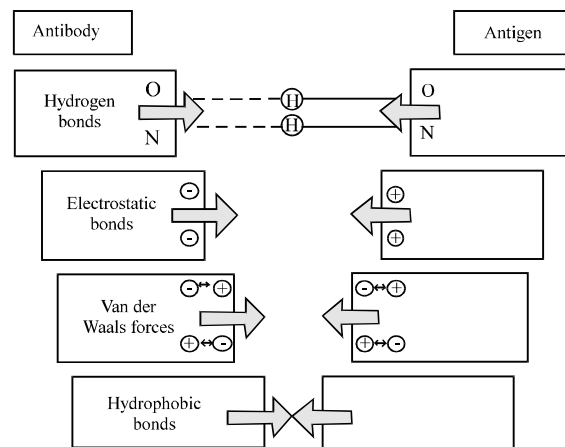 Antibody
Antigen
Hydrogen
bonds
O
N
H
H
O
N
Electrostatic
bonds
-
-
+
+
Van der
Waals forces
- ↔ +
+ ↔ -
- ↔ +
+ ↔ -
Hydrophobic
bonds